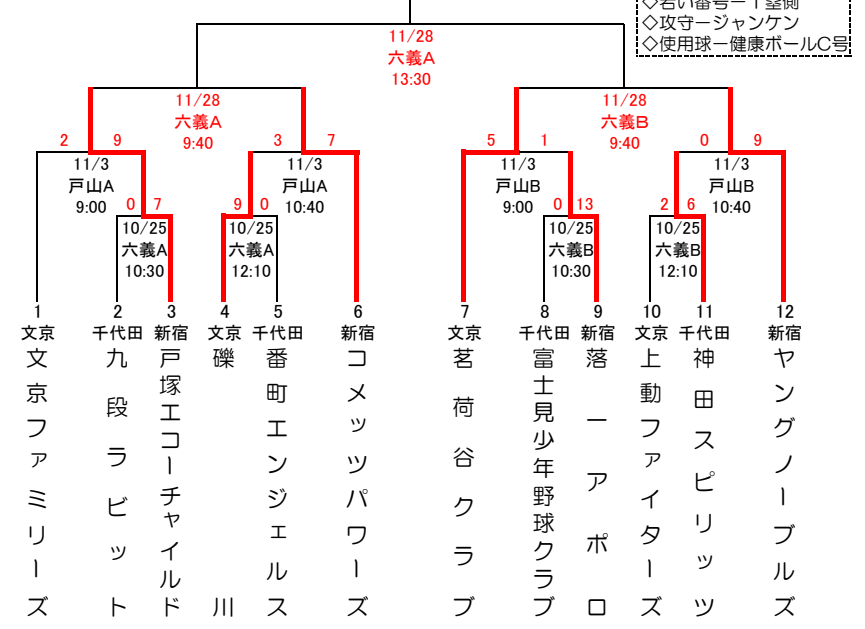 ◇若い番号ー1塁側
◇攻守ージャンケン
◇使用球ー健康ボールC号
11/28
六義A
13:30
11/28
六義A
9:40
11/28
六義B
9:40
2 9
3 7
5 1
0 9
11/3
戸山A
9:00
11/3
戸山A
10:40
11/3
戸山B
9:00
11/3
戸山B
10:40
0 7
9 0
0 13
2 6
10/25
六義A
10:30
10/25
六義A
12:10
10/25
六義B
10:30
10/25
六義B
12:10
1 2 3 4 5 6 7 8 9 10 11 12
文京 千代田 新宿 文京 千代田 新宿 文京 千代田 新宿 文京 千代田 新宿
文京ファミリーズ
九段ラビット
戸塚エコーチャイルド
礫川
番町エンジェルス
コメッツパワーズ
茗荷谷クラブ
富士見少年野球クラブ
落一アポロ
上動ファイターズ
神田スピリッツ
ヤングノーブルズ